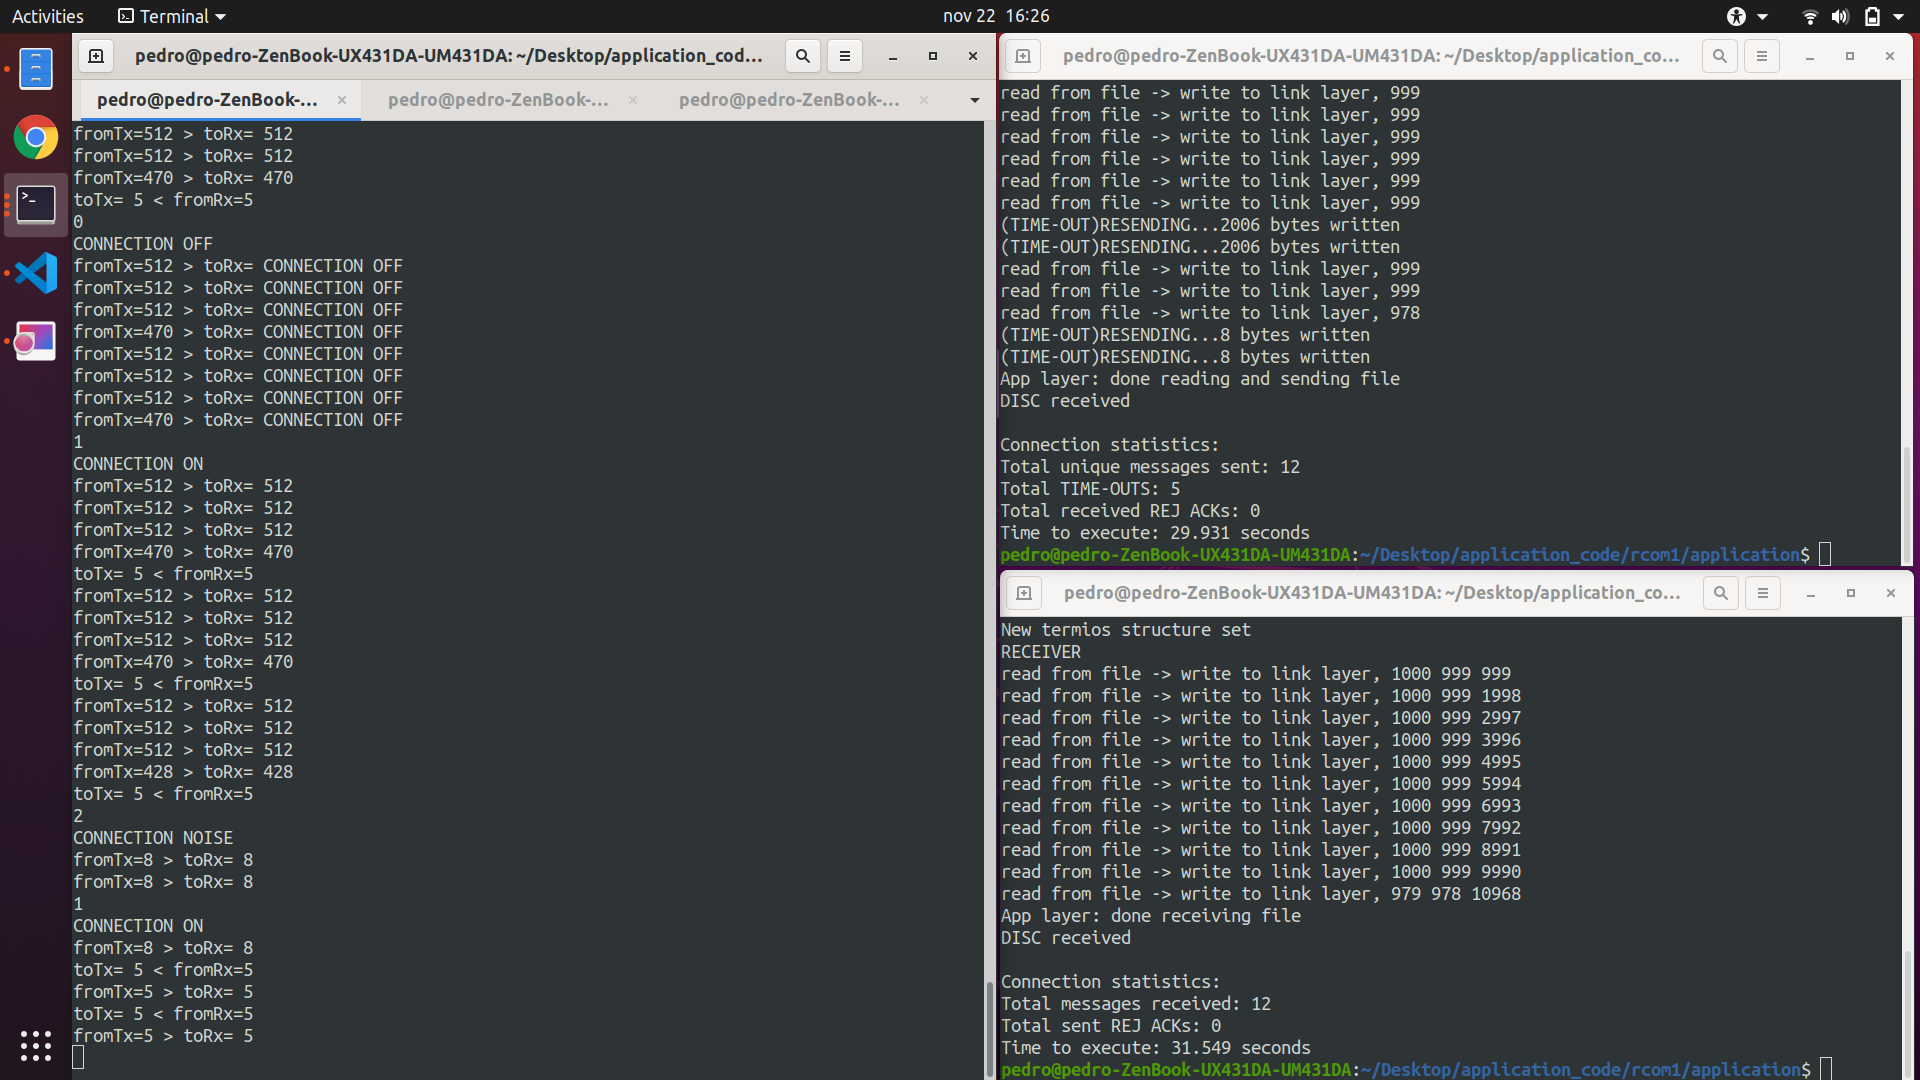 Activities
Terminal
nov 22 16:26
pedro@pedro-ZenBook-UX431DA-UM431DA: ~/Desktop/application_cod...
pedro@pedro-ZenBook-...
pedro@pedro-ZenBook-...
pedro@pedro-ZenBook-...
fromTx=512 > toRx= 512
fromTx=512 > toRx= 512
fromTx=470 > toRx= 470
toTx= 5 < fromRx=5
0
CONNECTION OFF
fromTx=512 > toRx= CONNECTION OFF
fromTx=512 > toRx= CONNECTION OFF
fromTx=512 > toRx= CONNECTION OFF
fromTx=470 > toRx= CONNECTION OFF
fromTx=512 > toRx= CONNECTION OFF
fromTx=512 > toRx= CONNECTION OFF
fromTx=512 > toRx= CONNECTION OFF
fromTx=470 > toRx= CONNECTION OFF
1
CONNECTION ON
fromTx=512 > toRx= 512
fromTx=512 > toRx= 512
fromTx=512 > toRx= 512
fromTx=470 > toRx= 470
toTx= 5 < fromRx=5
fromTx=512 > toRx= 512
fromTx=512 > toRx= 512
fromTx=512 > toRx= 512
fromTx=470 > toRx= 470
toTx= 5 < fromRx=5
fromTx=512 > toRx= 512
fromTx=512 > toRx= 512
fromTx=512 > toRx= 512
fromTx=428 > toRx= 428
toTx= 5 < fromRx=5
2
CONNECTION NOISE
fromTx=8 > toRx= 8
fromTx=8 > toRx= 8
1
CONNECTION ON
fromTx=8 > toRx= 8
toTx= 5 < fromRx=5
fromTx=5 > toRx= 5
toTx= 5 < fromRx=5
fromTx=5 > toRx= 5
pedro@pedro-ZenBook-UX431DA-UM431DA: ~/Desktop/application_co...
read from file -> write to link layer, 999
read from file -> write to link layer, 999
read from file -> write to link layer, 999
read from file -> write to link layer, 999
read from file -> write to link layer, 999
read from file -> write to link layer, 999
(TIME-OUT)RESENDING...2006 bytes written
(TIME-OUT)RESENDING...2006 bytes written
read from file -> write to link layer, 999
read from file -> write to link layer, 999
read from file -> write to link layer, 978
(TIME-OUT)RESENDING...8 bytes written
(TIME-OUT)RESENDING...8 bytes written
App layer: done reading and sending file
DISC received
Connection statistics:
Total unique messages sent: 12
Total TIME-OUTS: 5
Total received REJ ACKs: 0
Time to execute: 29.931 seconds
pedro@pedro-ZenBook-UX431DA-UM431DA:~/Desktop/application_code/rcom1/application$
pedro@pedro-ZenBook-UX431DA-UM431DA: ~/Desktop/application_co...
New termios structure set
RECEIVER
read from file -> write to link layer, 1000 999 999
read from file -> write to link layer, 1000 999 1998
read from file -> write to link layer, 1000 999 2997
read from file -> write to link layer, 1000 999 3996
read from file -> write to link layer, 1000 999 4995
read from file -> write to link layer, 1000 999 5994
read from file -> write to link layer, 1000 999 6993
read from file -> write to link layer, 1000 999 7992
read from file -> write to link layer, 1000 999 8991
read from file -> write to link layer, 1000 999 9990
read from file -> write to link layer, 979 978 10968
App layer: done receiving file
DISC received
Connection statistics:
Total messages received: 12
Total sent REJ ACKs: 0
Time to execute: 31.549 seconds
pedro@pedro-ZenBook-UX431DA-UM431DA:~/Desktop/application_code/rcom1/application$